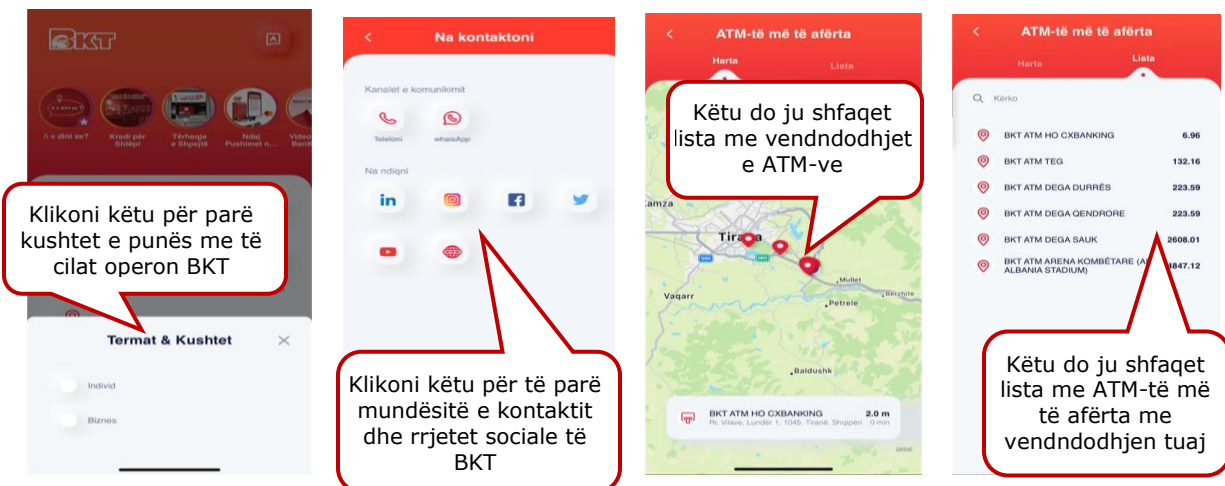 BKT
A e dini se?
Kredi për
Shtëpi
Tërheqje
e Shpejtë
Ndaj
Pushimet n...
Video
Bank
Klikoni këtu për parë
kushtet e punës me të
cilat operon BKT
Termat & Kushtet
Individ
Biznes
Na kontaktoni
Kanalet e komunikimit
Telefoni
whatsApp
Na ndiqni
Klikoni këtu për të parë
mundësitë e kontaktit
dhe rrjetet sociale të
BKT
ATM-të më të afërta
Harta
Lista
Këtu do ju shfaqet
lista me vendndodhjet
e ATM-ve
Kamza
Tirana
Mullet
Bërzhite
Vaqarr
Petrele
Baldushk
BKT ATM HO CXBANKING
2.0 m
Rr. Vilave, Lundër 1, 1045, Tiranë, Shqipëri
0 min
ATM-të më të afërta
Harta
Lista
Kërko
BKT ATM HO CXBANKING 6.96
BKT ATM TEG 132.16
BKT ATM DEGA DURRËS 223.59
BKT ATM DEGA QENDRORE 223.59
BKT ATM DEGA SAUK 2608.01
BKT ATM ARENA KOMBËTARE (A
ALBANIA STADIUM) 4847.12
Këtu do ju shfaqet
lista me ATM-të më
të afërta me
vendndodhjen tuaj